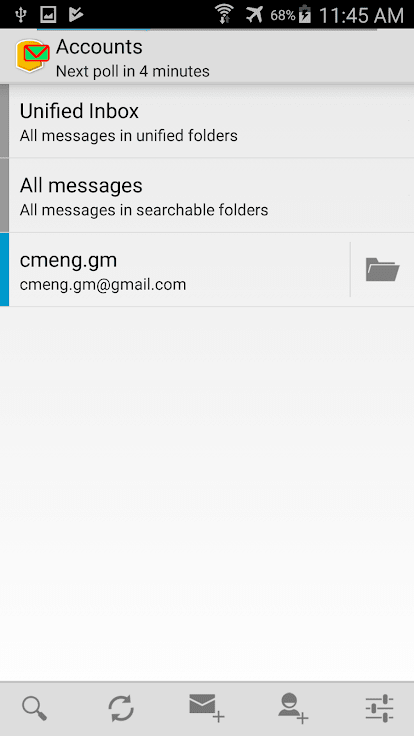 68% 11:45 AM
Accounts
Next poll in 4 minutes
Unified Inbox
All messages in unified folders
All messages
All messages in searchable folders
cmeng.gm
cmeng.gm@gmail.com